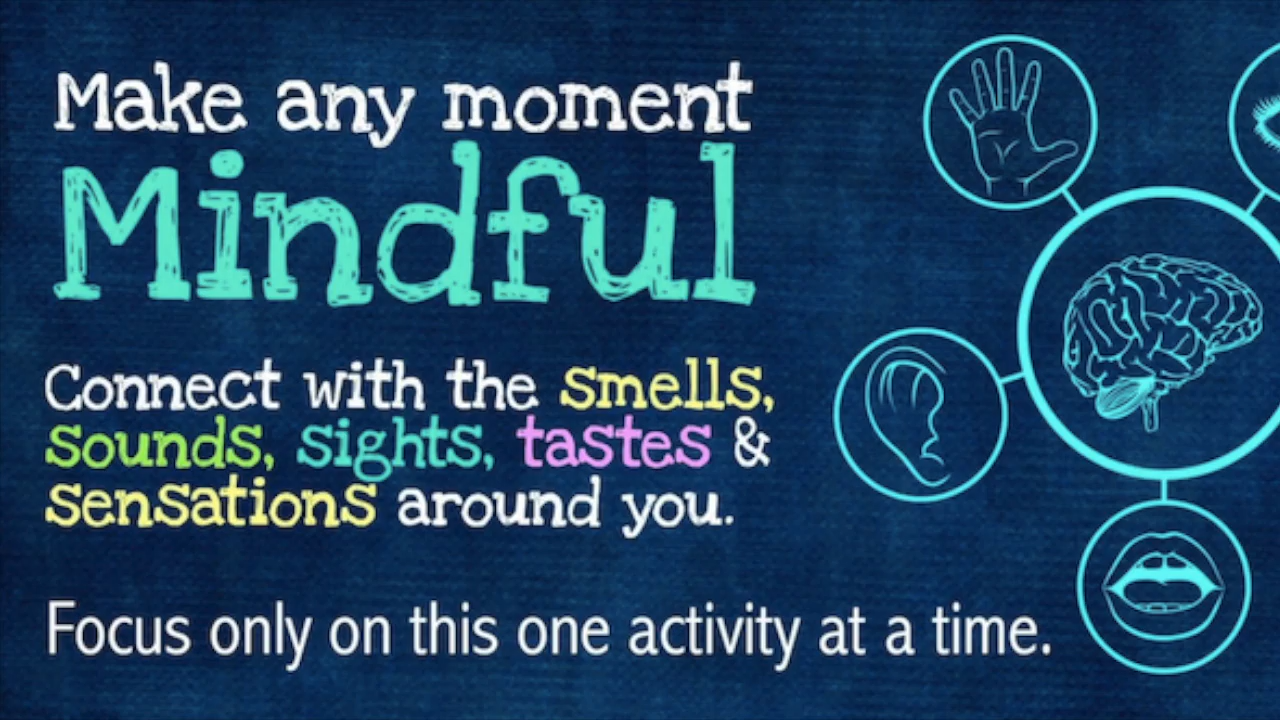 Make any moment
Mindful
Connect with the smells,
sounds, sights, tastes &
sensations around you.
Focus only on this one activity at a time.